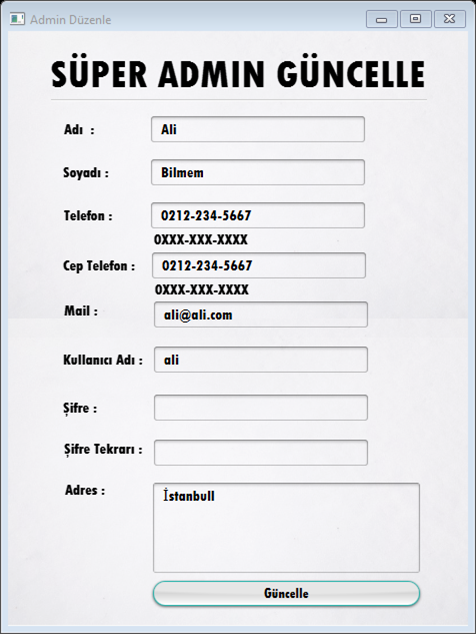 Admin Düzenle
SÜPER ADMIN GÜNCELLE
Adı : Ali
Soyadı : Bilmem
Telefon : 0212-234-5667
0XXX-XXX-XXXX
Cep Telefon : 0212-234-5667
0XXX-XXX-XXXX
Mail : ali@ali.com
Kullanıcı Adı : ali
Şifre :
Şifre Tekrarı :
Adres : İstanbull
Güncelle